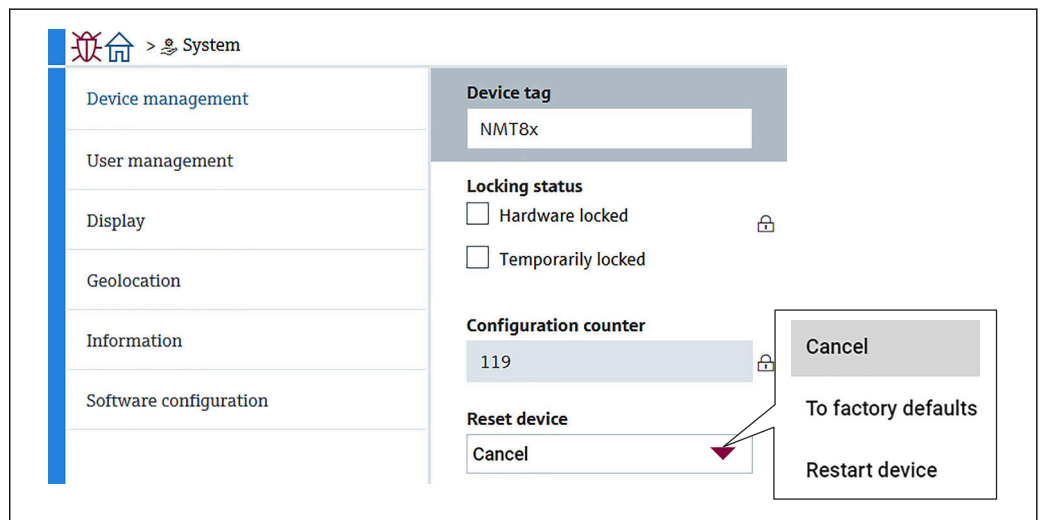 > System
Device management
User management
Display
Geolocation
Information
Software configuration
Device tag
NMT8x
Locking status
Hardware locked
Temporarily locked
Configuration counter
119
Reset device
Cancel
Cancel
To factory defaults
Restart device